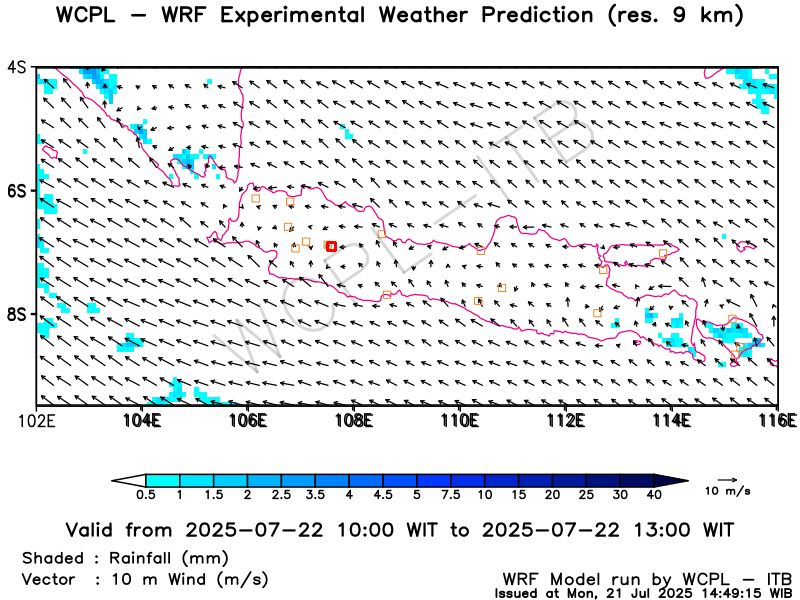 WCPL – WRF Experimental Weather Prediction (res. 9 km)
4S
6S
8S
WCPL-ITB
102E 104E 106E 108E 110E 112E 114E 116E
0.5 1 1.5 2 2.5 3.5 4 4.5 5 7.5 10 15 20 25 30 40
10 m/s
Valid from 2025-07-22 10:00 WIT to 2025-07-22 13:00 WIT
Shaded : Rainfall (mm)
Vector : 10 m Wind (m/s)
WRF Model run by WCPL – ITB
Issued at Mon, 21 Jul 2025 14:49:15 WIB